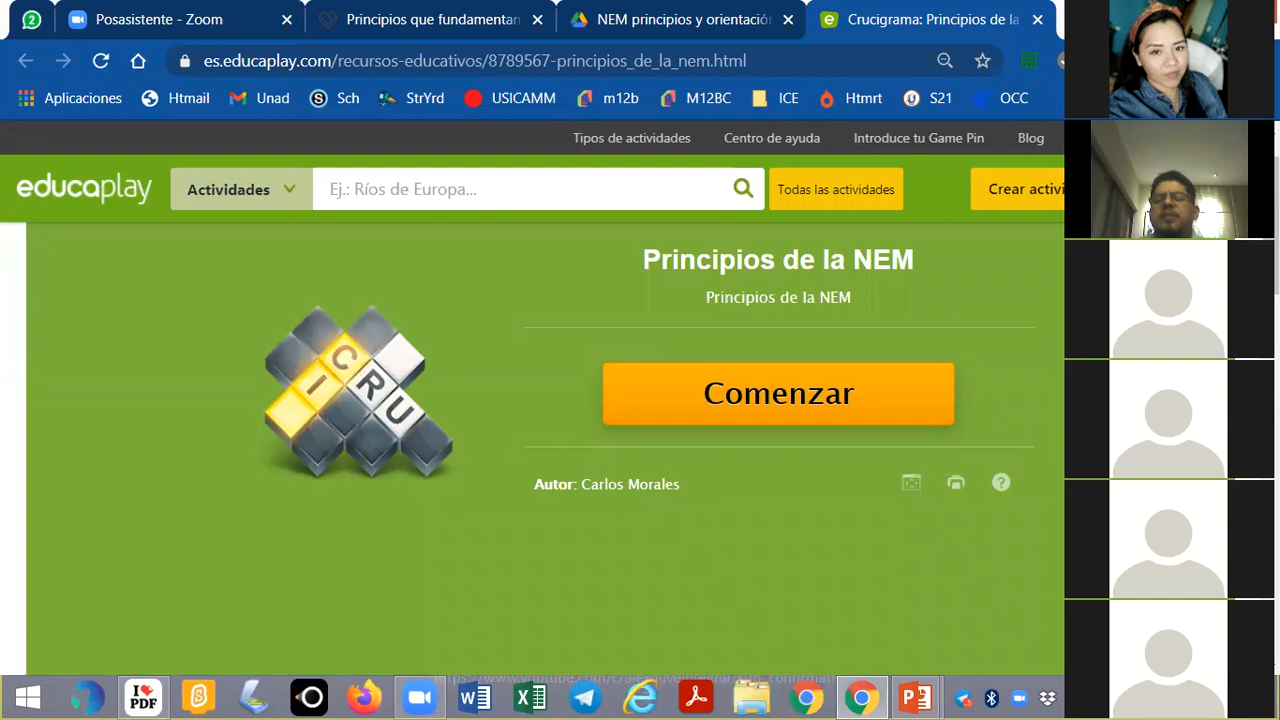 2
Posasistente - Zoom
Principios que fundamentan
NEM principios y orientació
Crucigrama: Principios de la
es.educaplay.com/recursos-educativos/8789567-principios_de_la_nem.html
Aplicaciones
Htmail
Unad
Sch
StrYrd
USICAMM
m12b
M12BC
ICE
Htmrt
S21
OCC
Tipos de actividades
Centro de ayuda
Introduce tu Game Pin
Blog
educaplay
Actividades
Ej.: Ríos de Europa...
Todas las actividades
Crear activi
Principios de la NEM
Principios de la NEM
C
I R
U
Comenzar
Autor: Carlos Morales
I ♥
PDF